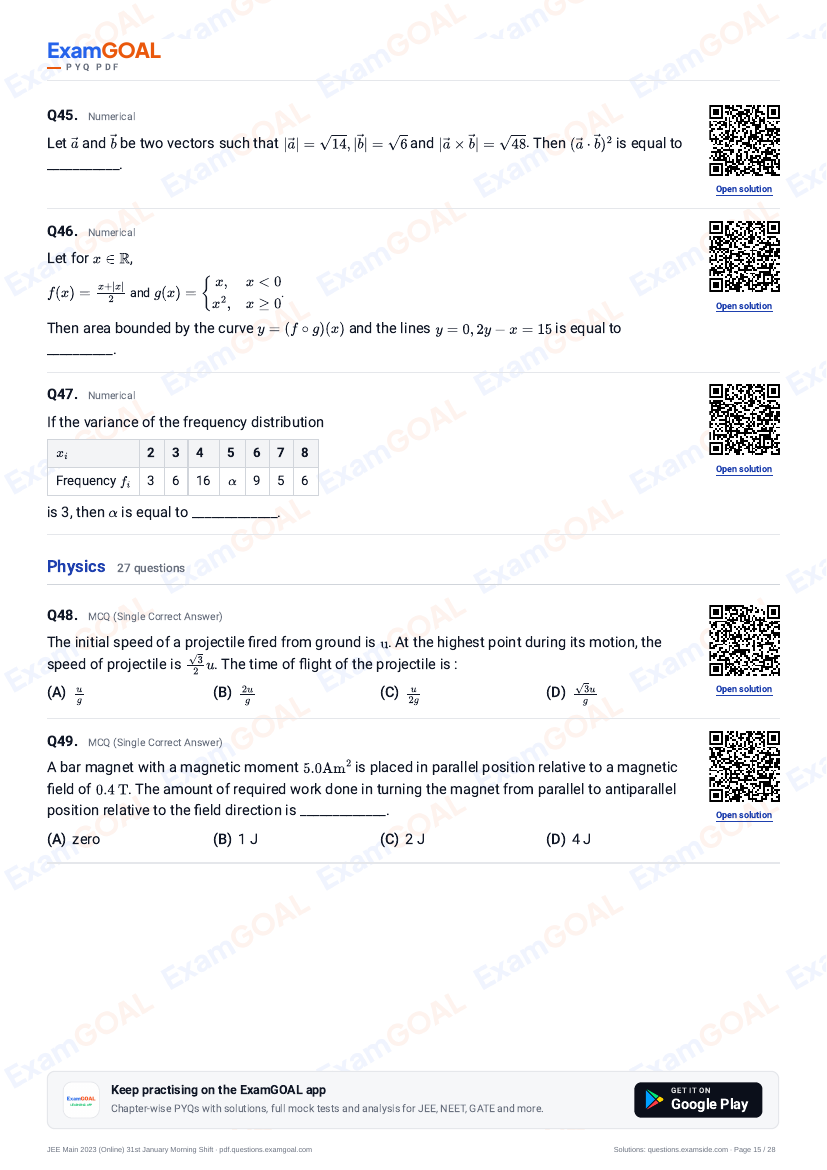 ExamGOAL
PYQ PDF
Q45. Numerical
Let $\vec{a}$ and $\vec{b}$ be two vectors such that $|\vec{a}| = \sqrt{14}, |\vec{b}| = \sqrt{6}$ and $|\vec{a} \times \vec{b}| = \sqrt{48}$. Then $(\vec{a} \cdot \vec{b})^2$ is equal to
___________.
Open solution
Q46. Numerical
Let for $x \in \mathbb{R}$,
$f(x) = \frac{x+|x|}{2}$ and $g(x) = \begin{cases} x, & x < 0 \\ x^2, & x \geq 0 \end{cases}$.
Then area bounded by the curve $y = (f \circ g)(x)$ and the lines $y = 0, 2y - x = 15$ is equal to
__________.
Open solution
Q47. Numerical
If the variance of the frequency distribution
$x_i$ 2 3 4 5 6 7 8
Frequency $f_i$ 3 6 16 $\alpha$ 9 5 6
is 3, then $\alpha$ is equal to _____________.
Open solution
Physics 27 questions
Q48. MCQ (Single Correct Answer)
The initial speed of a projectile fired from ground is u. At the highest point during its motion, the
speed of projectile is $\frac{\sqrt{3}}{2}u$. The time of flight of the projectile is :
(A) $\frac{u}{g}$ (B) $\frac{2u}{g}$ (C) $\frac{u}{2g}$ (D) $\frac{\sqrt{3}u}{g}$
Open solution
Q49. MCQ (Single Correct Answer)
A bar magnet with a magnetic moment $5.0 \mathrm{Am}^2$ is placed in parallel position relative to a magnetic
field of 0.4 T. The amount of required work done in turning the magnet from parallel to antiparallel
position relative to the field direction is _____________.
(A) zero (B) 1 J (C) 2 J (D) 4 J
Open solution
Keep practising on the ExamGOAL app
Chapter-wise PYQs with solutions, full mock tests and analysis for JEE, NEET, GATE and more.
GET IT ON
Google Play
JEE Main 2023 (Online) 31st January Morning Shift · pdf.questions.examgoal.com
Solutions: questions.examside.com · Page 15 / 28